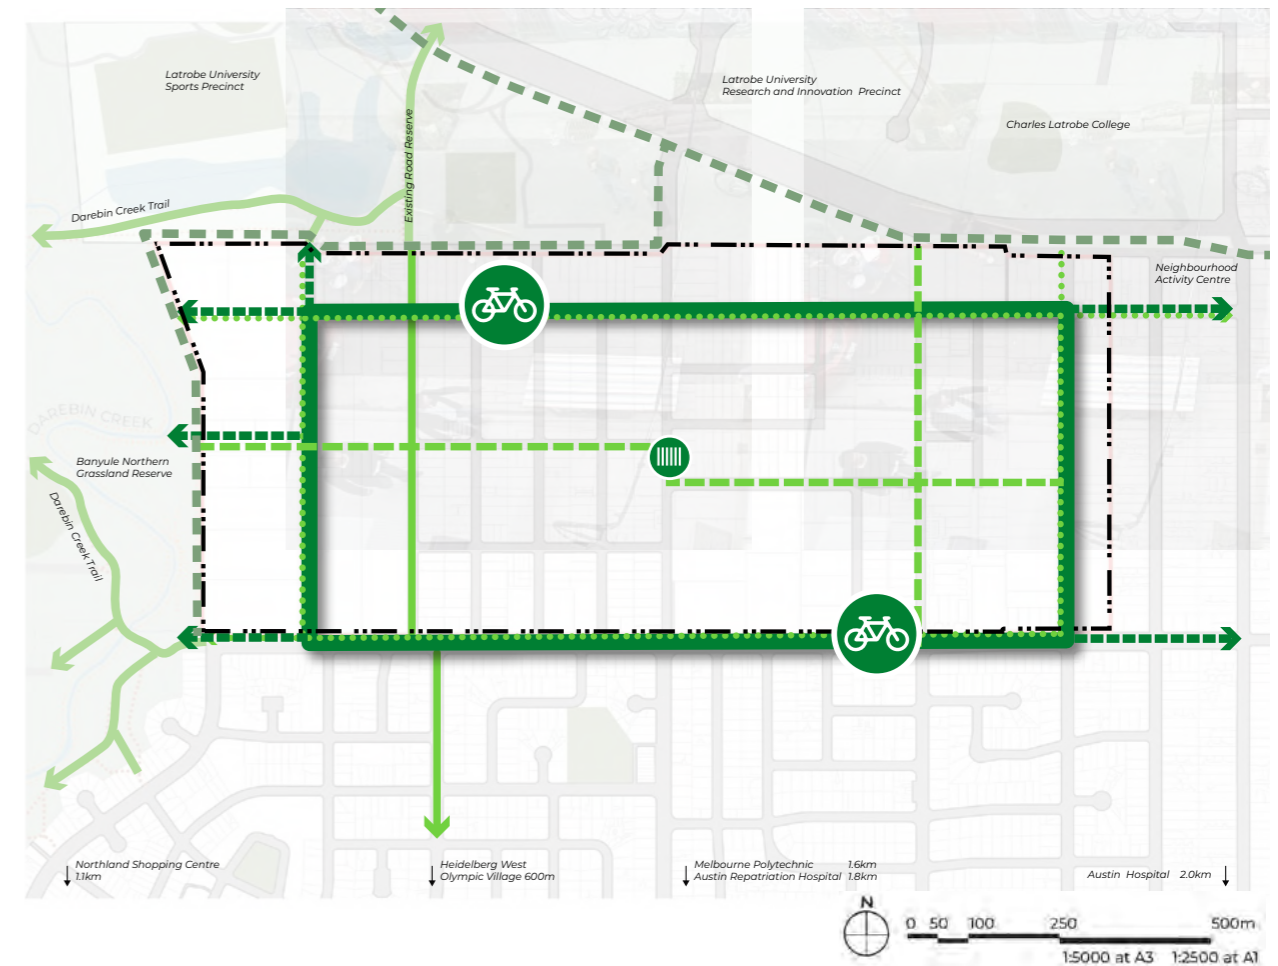 Latrobe University
Sports Precinct
Latrobe University
Research and Innovation Precinct
Charles Latrobe College
Existing Road Reserve
Darebin Creek Trail
Neighbourhood
Activity Centre
DAREBIN CREEK
Banyule Northern
Grassland Reserve
Darebin Creek Trail
Northland Shopping Centre
1.1km
Heidelberg West
Olympic Village 600m
Melbourne Polytechnic 1.6km
Austin Repatriation Hospital 1.8km
Austin Hospital 2.0km
N
0 50 100 250 500m
1:5000 at A3 1:2500 at A1